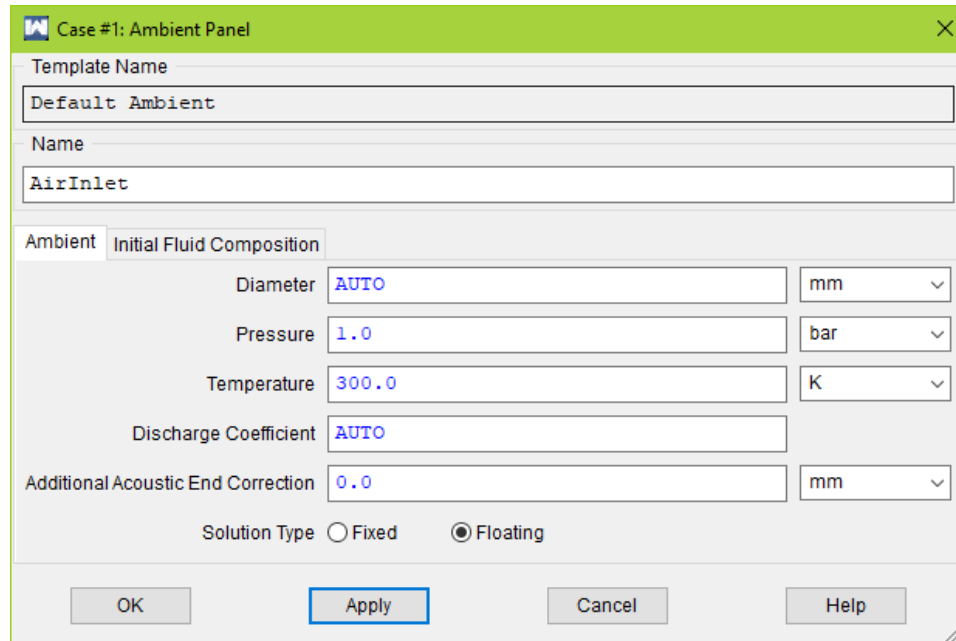 Case #1: Ambient Panel
Template Name
Default Ambient
Name
AirInlet
Ambient Initial Fluid Composition
Diameter AUTO mm
Pressure 1.0 bar
Temperature 300.0 K
Discharge Coefficient AUTO
Additional Acoustic End Correction 0.0 mm
Solution Type Fixed Floating
OK Apply Cancel Help